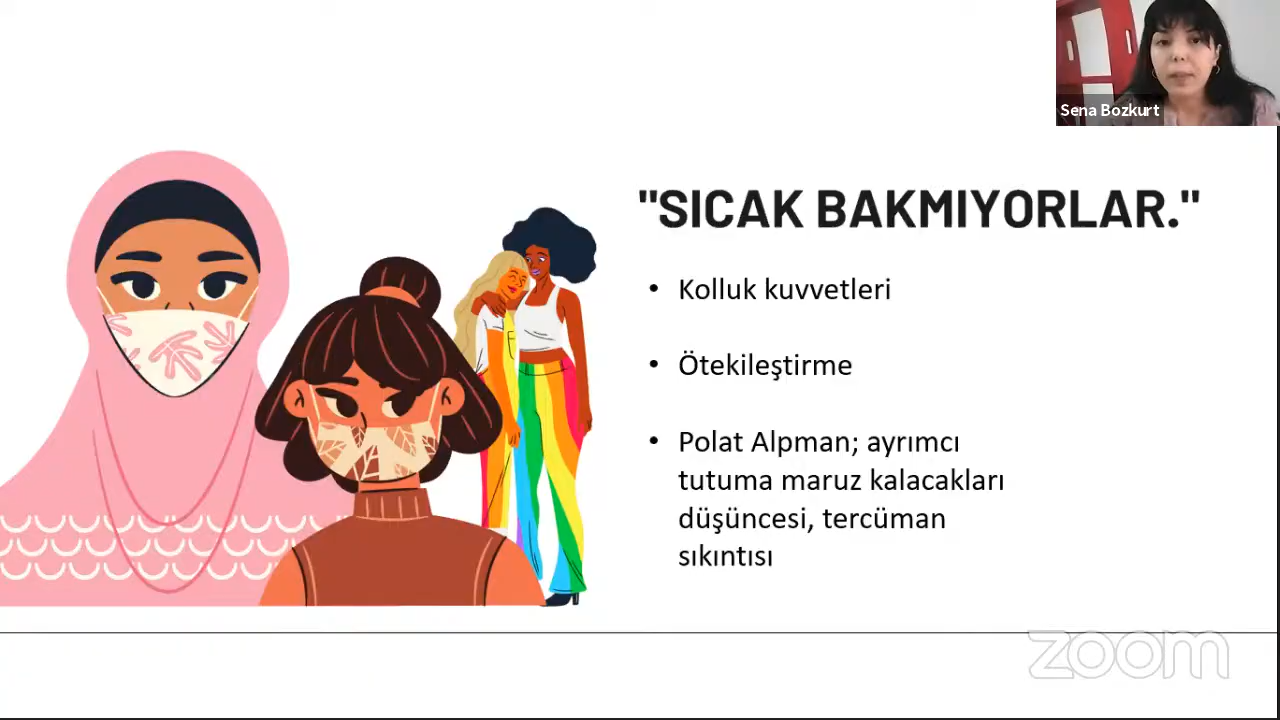 Sena Bozkurt
"SICAK BAKMIYORLAR."
• Kolluk kuvvetleri
• Ötekileştirme
• Polat Alpman; ayrımcı
tutuma maruz kalacakları
düşüncesi, tercüman
sıkıntısı
zoom